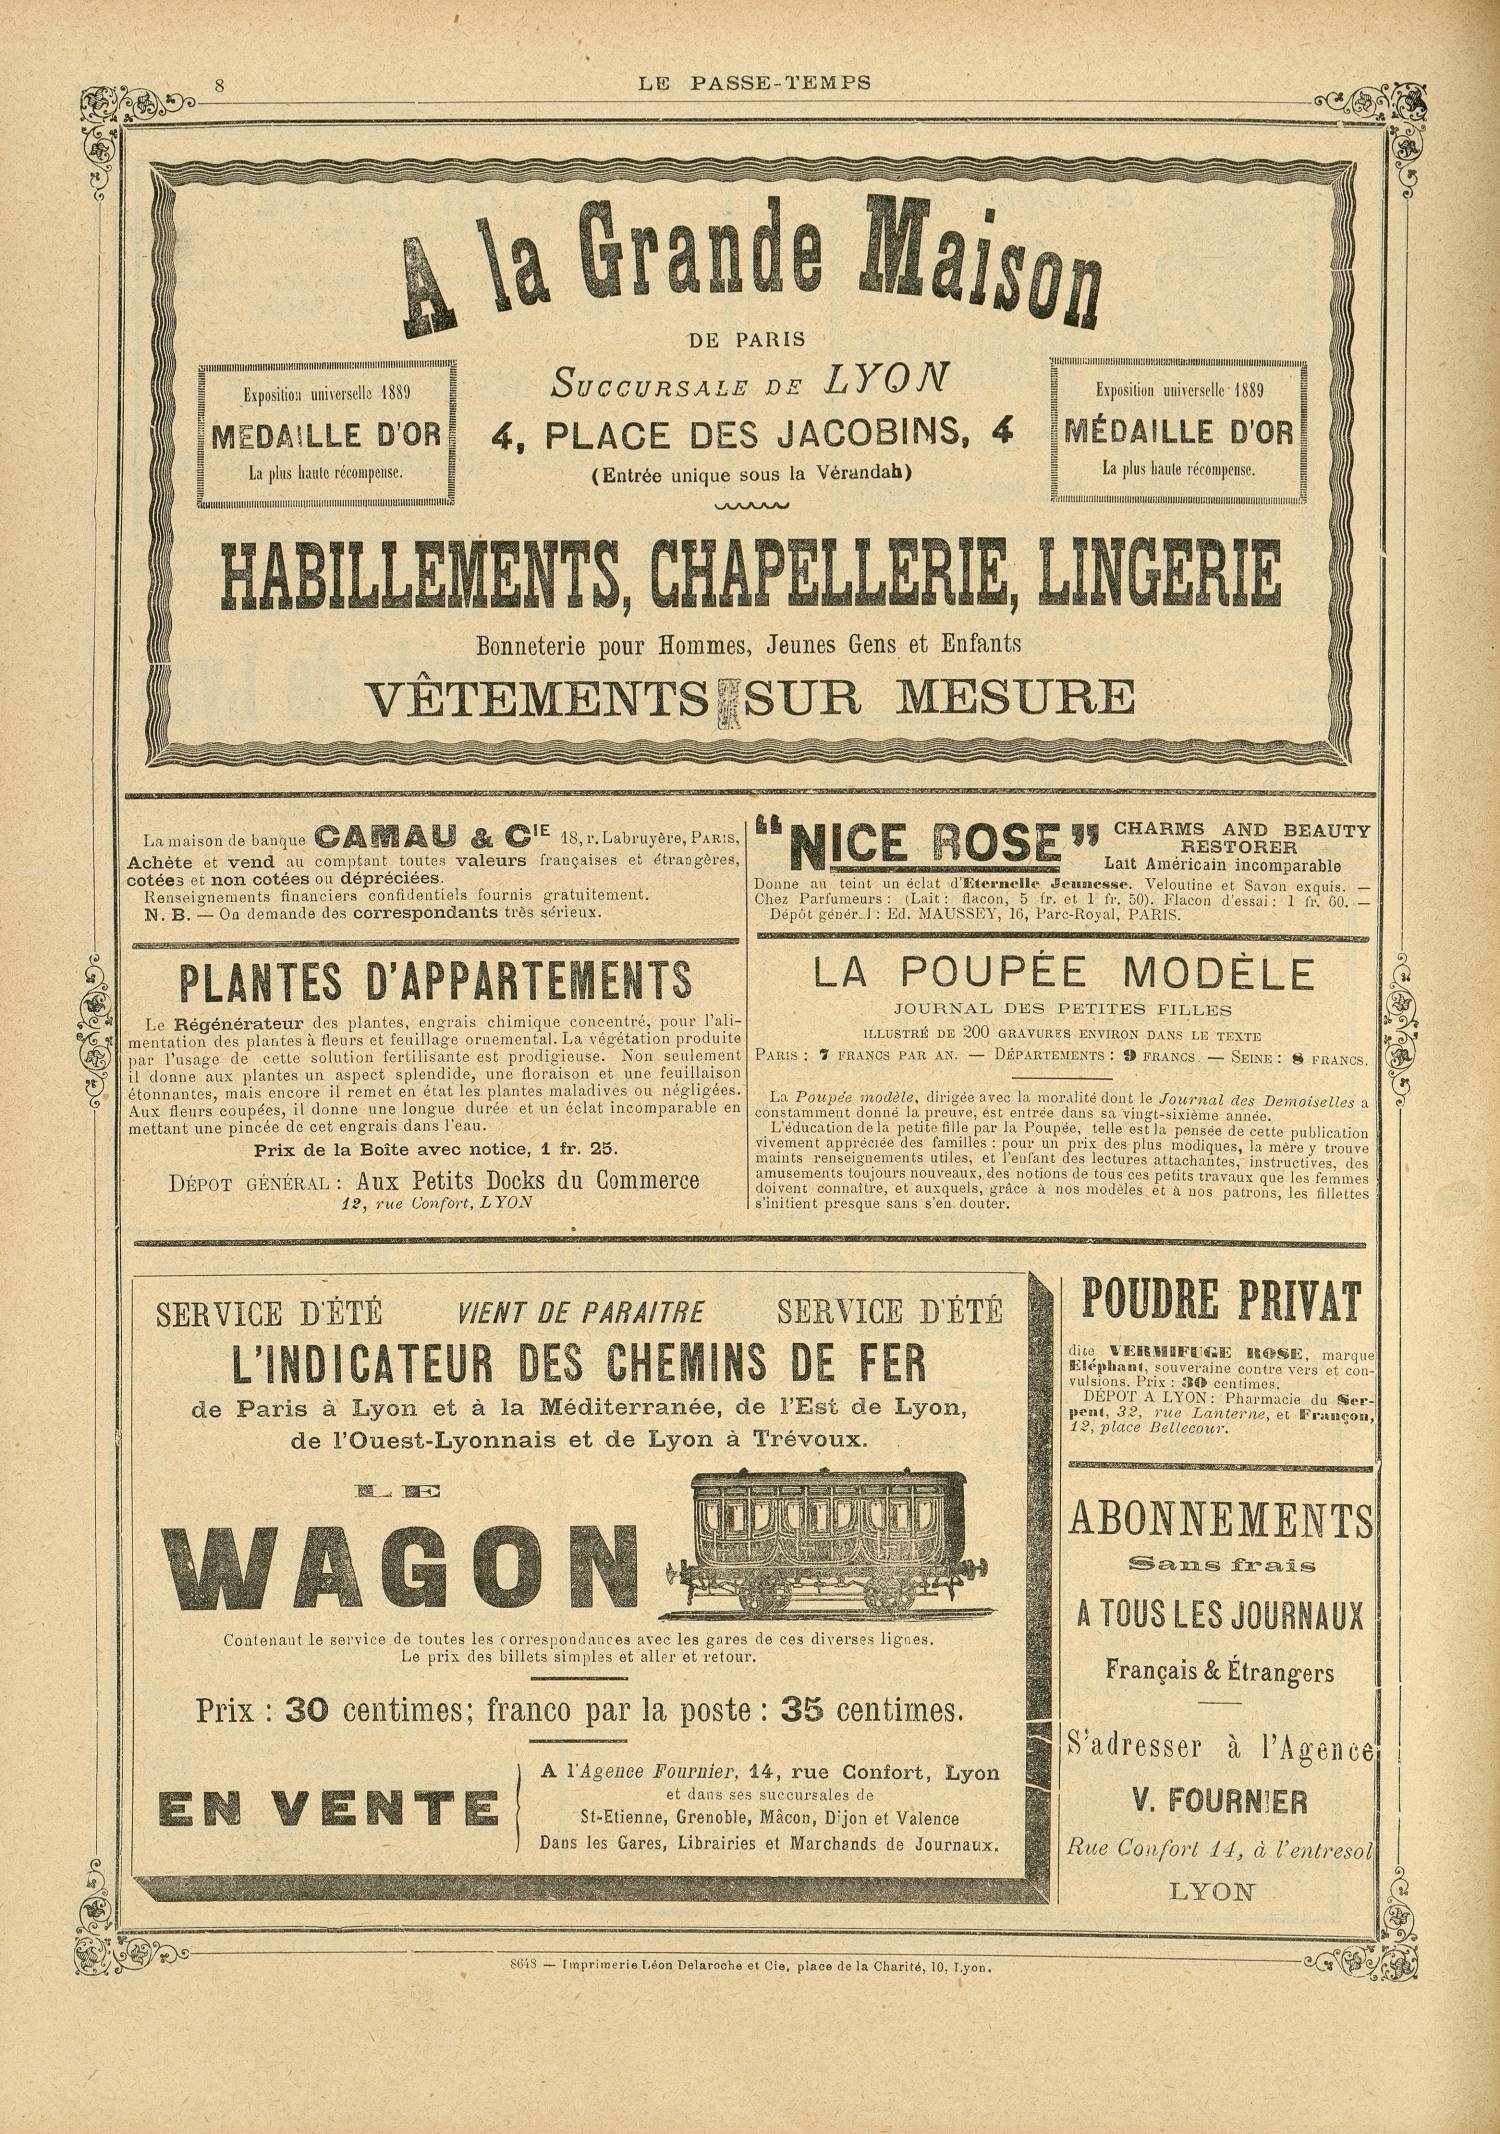 8
LE PASSE-TEMPS
A la Grande Maison
DE PARIS
SUCCURSALE DE LYON
4, PLACE DES JACOBINS, 4
(Entrée unique sous la Vérandah)
Exposition universelle 1889
MÉDAILLE D'OR
La plus haute récompense.
Exposition universelle 1889
MÉDAILLE D'OR
La plus haute récompense.
HABILLEMENTS, CHAPELLERIE, LINGERIE
Bonneterie pour Hommes, Jeunes Gens et Enfants
VÊTEMENTS SUR MESURE
La maison de banque CAMAU & CIE 18, r. Labruyère, PARIS,
Achète et vend au comptant toutes valeurs françaises et étrangères,
cotées et non cotées ou dépréciées.
Renseignements financiers confidentiels fournis gratuitement.
N. B. — On demande des correspondants très sérieux.
PLANTES D'APPARTEMENTS
Le Régénérateur des plantes, engrais chimique concentré, pour l'ali-
mentation des plantes à fleurs et feuillage ornemental. La végétation produite
par l'usage de cette solution fertilisante est prodigieuse. Non seulement
il donne aux plantes un aspect splendide, une floraison et une feuillaison
étonnantes, mais encore il remet en état les plantes maladives ou négligées.
Aux fleurs coupées, il donne une longue durée et un éclat incomparable en
mettant une pincée de cet engrais dans l'eau.
Prix de la Boîte avec notice, 1 fr. 25.
DÉPOT GÉNÉRAL : Aux Petits Docks du Commerce
12, rue Confort, LYON
"NICE ROSE" CHARMS AND BEAUTY
RESTORER
Lait Américain incomparable
Donne au teint un éclat d'Eternelle Jeunesse. Veloutine et Savon exquis. —
Chez Parfumeurs : (Lait : flacon, 5 fr. et 1 fr. 50). Flacon d'essai : 1 fr. 60. —
Dépôt génér..l : Ed. MAUSSEY, 16, Parc-Royal, PARIS.
LA POUPÉE MODÈLE
JOURNAL DES PETITES FILLES
ILLUSTRÉ DE 200 GRAVURES ENVIRON DANS LE TEXTE
PARIS : 7 FRANCS PAR AN. — DÉPARTEMENTS : 9 FRANCS. — SEINE : 8 FRANCS.
La Poupée modèle, dirigée avec la moralité dont le Journal des Demoiselles a
constamment donné la preuve, est entrée dans sa vingt-sixième année.
L'éducation de la petite fille par la Poupée, telle est la pensée de cette publication
vivement appréciée des familles : pour un prix des plus modiques, la mère y trouve
maints renseignements utiles, et l'enfant des lectures attachantes, instructives, des
amusements toujours nouveaux, des notions de tous ces petits travaux que les femmes
doivent connaître, et auxquels, grâce à nos modèles et à nos patrons, les fillettes
s'initient presque sans s'en douter.
SERVICE D'ÉTÉ VIENT DE PARAITRE SERVICE D'ÉTÉ
L'INDICATEUR DES CHEMINS DE FER
de Paris à Lyon et à la Méditerranée, de l'Est de Lyon,
de l'Ouest-Lyonnais et de Lyon à Trévoux.
LE
WAGON
Contenant le service de toutes les correspondances avec les gares de ces diverses lignes.
Le prix des billets simples et aller et retour.
Prix : 30 centimes; franco par la poste : 35 centimes.
EN VENTE
A l'Agence Fournier, 14, rue Confort, Lyon
et dans ses succursales de
St-Etienne, Grenoble, Mâcon, Dijon et Valence
Dans les Gares, Librairies et Marchands de Journaux.
POUDRE PRIVAT
dite VERMIFUGE ROSE, marque
Eléphant, souveraine contre vers et con-
vulsions. Prix : 30 centimes.
DÉPOT A LYON : Pharmacie du Ser-
pent, 32, rue Lanterne, et Françon,
12, place Bellecour.
ABONNEMENTS
Sans frais
A TOUS LES JOURNAUX
Français & Étrangers
S'adresser à l'Agence
V. FOURNIER
Rue Confort 14, à l'entresol
LYON
8648 — Imprimerie Léon Delaroche et Cie, place de la Charité, 10, Lyon.